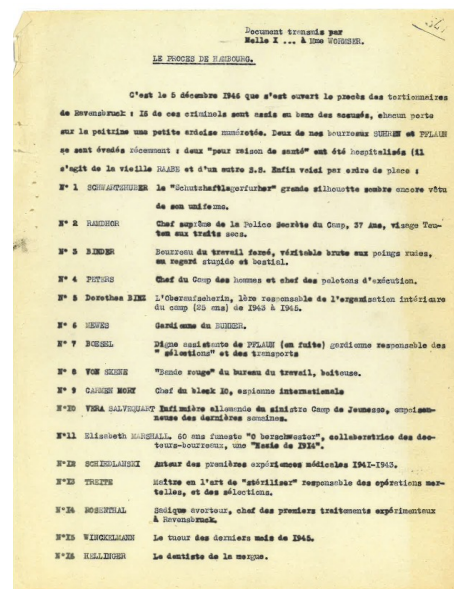 Document transmis par
Melle X ... à Mme WORMSER.
LE PROCES DE HAMBOURG.
C'est le 5 décembre 1946 que s'est ouvert le procès des tortionnaires
de Ravensbruck : 16 de ces criminels sont assis au banc des accusés, chacun porte
sur la poitrine une petite ardoise numérotée. Deux de nos bourreaux SUHREN et PFLAUN
se sont évadés récemment : deux "pour raison de santé" ont été hospitalisés (il
s'agit de la vieille RAABE et d'un autre S.S. Enfin voici par ordre de place :
N° 1 SCHWARTZHUBER le "Schutzhaftlagerfurher" grande silhouette sombre encore vêtu
de son uniforme.
N° 2 RAMDHOR Chef suprême de la Police Secrète du Camp, 37 Ans, visage Teu-
ton aux traits secs.
N° 3 BINDER Bourreau du travail forcé, véritable brute aux poings rudes,
au regard stupide et bestial.
N° 4 PETERS Chef du Camp des hommes et chef des pelotons d'exécution.
N° 5 Dorothea BINZ L'Oberaufscherin, 1ère responsable de l'organisation intérieure
du camp (25 ans) de 1943 à 1945.
N° 6 MEWES Gardienne du BUNKER.
N° 7 BOESEL Digne assistante de PFLAUN (en fuite) gardienne responsable des
" sélections" et des transports
N° 8 VON SKENE "Bande rouge" du bureau du travail, boiteuse.
N° 9 CARMEN MORY Chef du block 10, espionne internationale
N°10 VERA SALVEQUART Infirmière allemande du sinistre Camp de Jeunesse, empoison-
neuse des dernières semaines.
N°11 Elisabeth MARSHALL, 60 ans funeste "O berschwester", collaboratrice des doc-
teurs-bourreaux, une "Nazie de 1914".
N°12 SCHIEDLANSKI Auteur des premières expériences médicales 1941-1943.
N°13 TREITE Maître en l'art de "stériliser" responsable des opérations mor-
telles, et des sélections.
N°14 ROSENTHAL Sadique avorteur, chef des premiers traitements expérimentaux
à Ravensbruck.
N°15 WINCKELMANN Le tueur des derniers mois de 1945.
N°16 HELLINGER Le dentiste de la morgue.